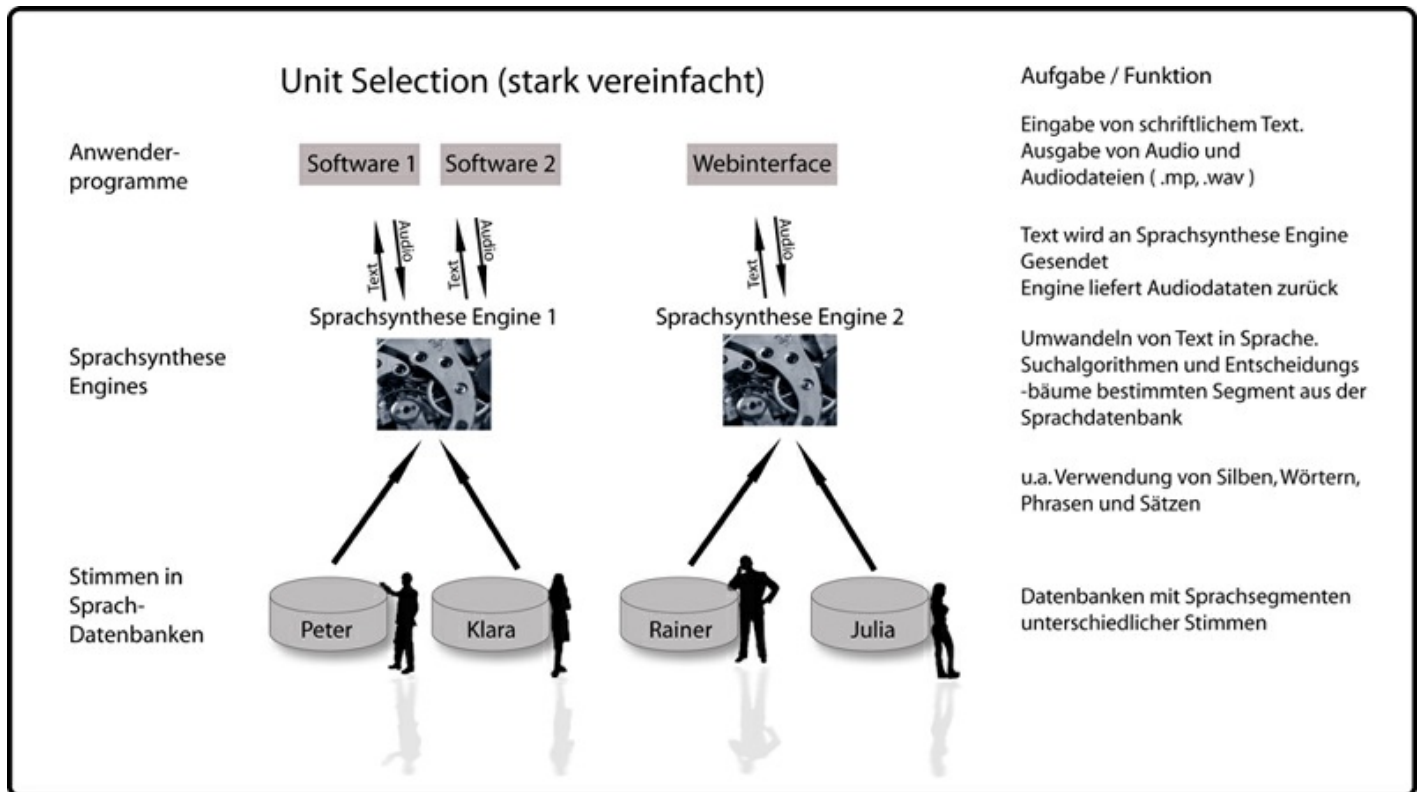 Unit Selection (stark vereinfacht)
Aufgabe / Funktion
Anwender-
programme
Software 1
Software 2
Webinterface
Eingabe von schriftlichem Text.
Ausgabe von Audio und
Audiodateien ( .mp, .wav )
Text
Audio
Text
Audio
Text
Audio
Text wird an Sprachsynthese Engine
Gesendet
Engine liefert Audiodataten zurück
Sprachsynthese Engine 1
Sprachsynthese Engine 2
Sprachsynthese
Engines
Umwandeln von Text in Sprache.
Suchalgorithmen und Entscheidungs
-bäume bestimmten Segment aus der
Sprachdatenbank
u.a. Verwendung von Silben, Wörtern,
Phrasen und Sätzen
Stimmen in
Sprach-
Datenbanken
Peter
Klara
Rainer
Julia
Datenbanken mit Sprachsegmenten
unterschiedlicher Stimmen